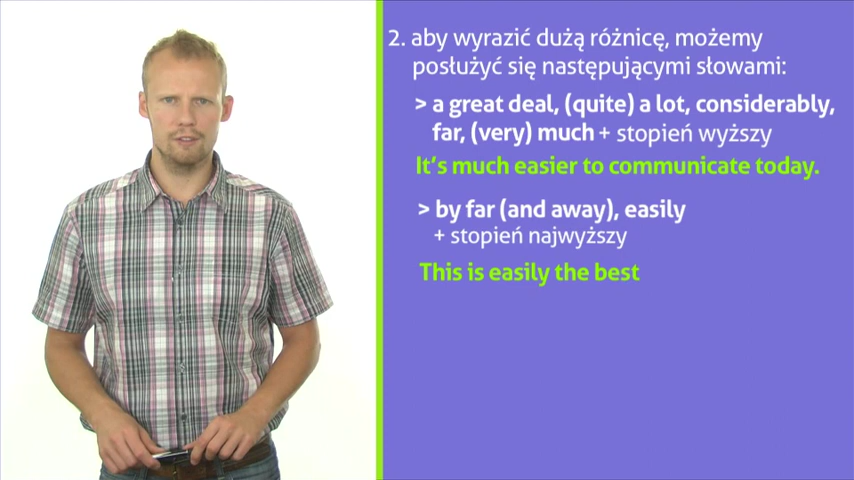 2. aby wyrazić dużą różnicę, możemy
posłużyć się następującymi słowami:
> a great deal, (quite) a lot, considerably,
far, (very) much + stopień wyższy
It's much easier to communicate today.
> by far (and away), easily
+ stopień najwyższy
This is easily the best